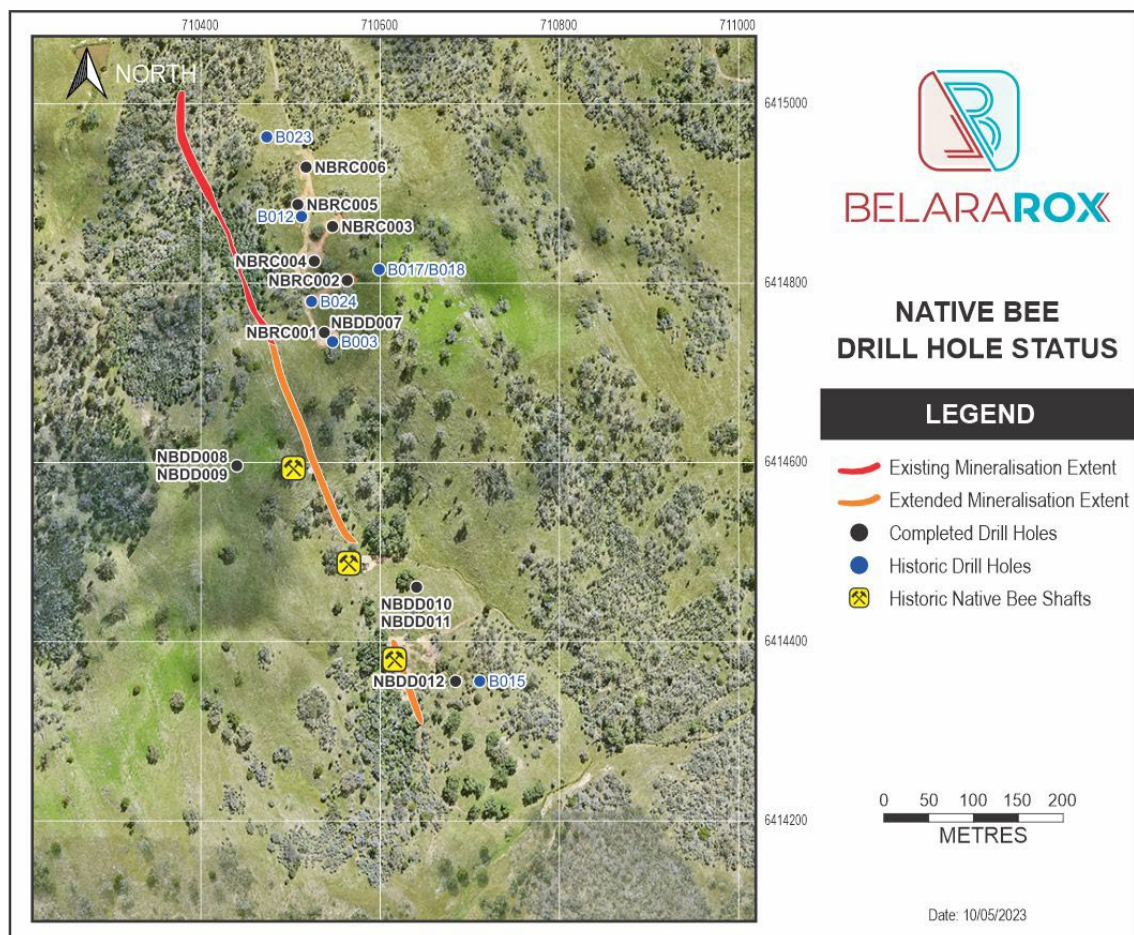 710400
710600
710800
711000
NORTH
6415000
B023
NBRC006
NBRC005
B012
NBRC003
NBRC004
B017/B018
6414800
NBRC002
B024
NBDD007
NBRC001
B003
6414600
NBDD008
NBDD009
NBDD010
NBDD011
6414400
NBDD012
B015
6414200
BELARAROX
NATIVE BEE
DRILL HOLE STATUS
LEGEND
Existing Mineralisation Extent
Extended Mineralisation Extent
Completed Drill Holes
Historic Drill Holes
Historic Native Bee Shafts
0 50 100 150 200
METRES
Date: 10/05/2023